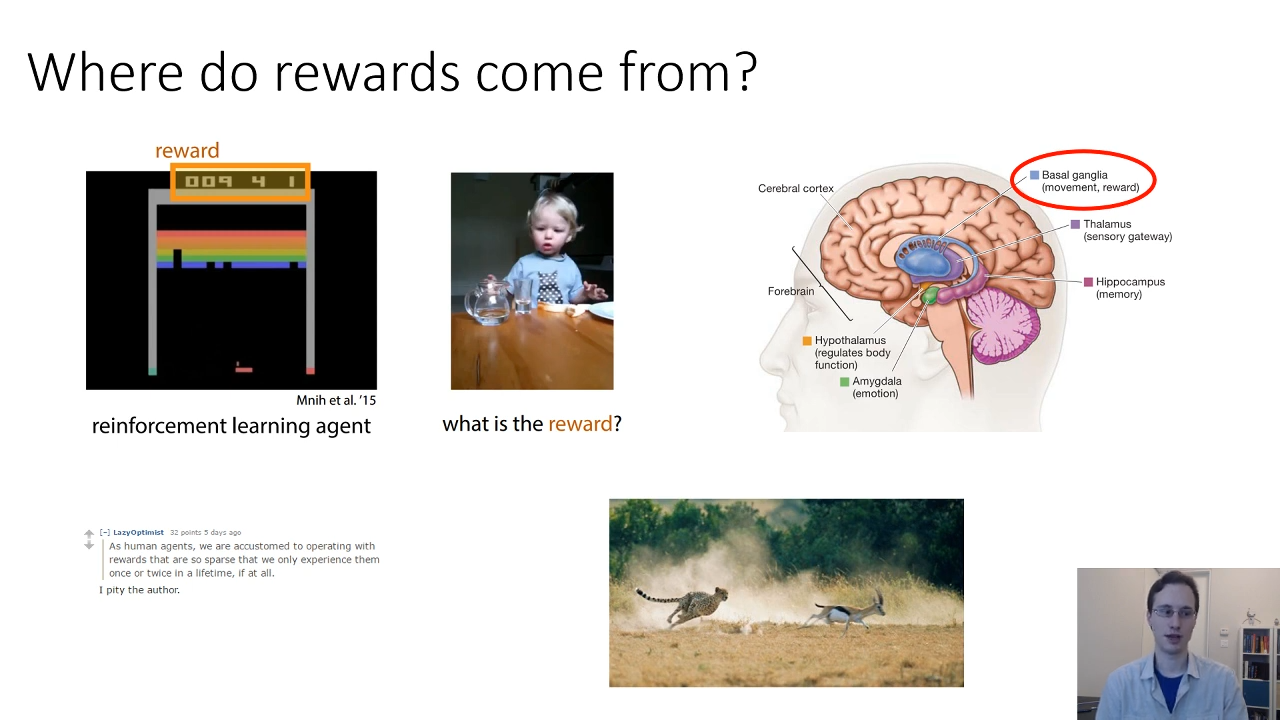 Where do rewards come from?
reward
009 4 1
Mnih et al. '15
reinforcement learning agent
what is the reward?
Cerebral cortex
Forebrain
Basal ganglia
(movement, reward)
Thalamus
(sensory gateway)
Hippocampus
(memory)
Hypothalamus
(regulates body
function)
Amygdala
(emotion)
[–] LazyOptimist 32 points 5 days ago
As human agents, we are accustomed to operating with
rewards that are so sparse that we only experience them
once or twice in a lifetime, if at all.
I pity the author.